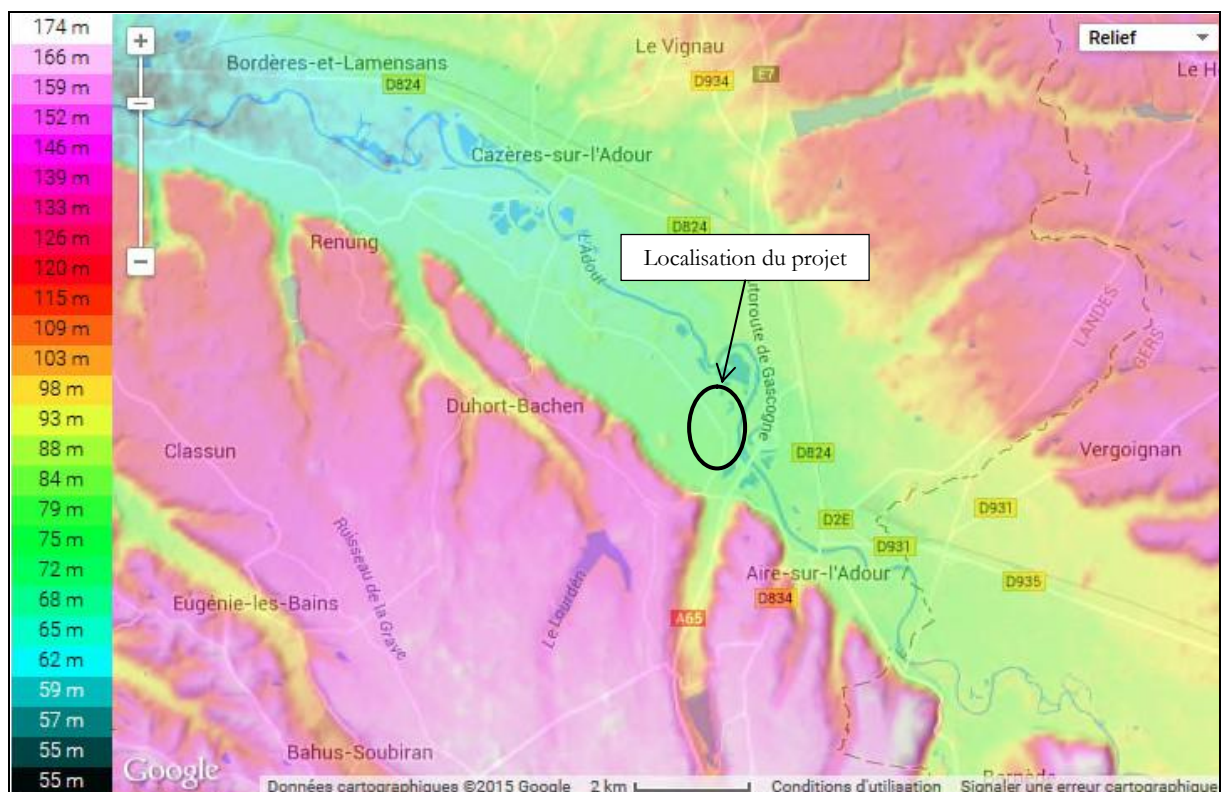 174 m
166 m
159 m
152 m
146 m
139 m
133 m
126 m
120 m
115 m
109 m
103 m
98 m
93 m
88 m
84 m
79 m
75 m
72 m
68 m
65 m
62 m
59 m
57 m
55 m
55 m
+
−
Relief
Le Vignau
Bordères-et-Lamensans
D824
D934
E7
Le H
Cazères-sur-l'Adour
D824
Renung
L'Adour
Localisation du projet
Autoroute de Gascogne
LANDES
GERS
Duhort-Bachen
Classun
D824
Vergoignan
D931
D2E
D931
Ruisseau de la Grave
Le Lourdén
Aire-sur-l'Adour
D834
D935
Eugénie-les-Bains
A65
Bahus-Soubiran
Google
Données cartographiques ©2015 Google
2 km
Conditions d'utilisation
Signaler une erreur cartographique